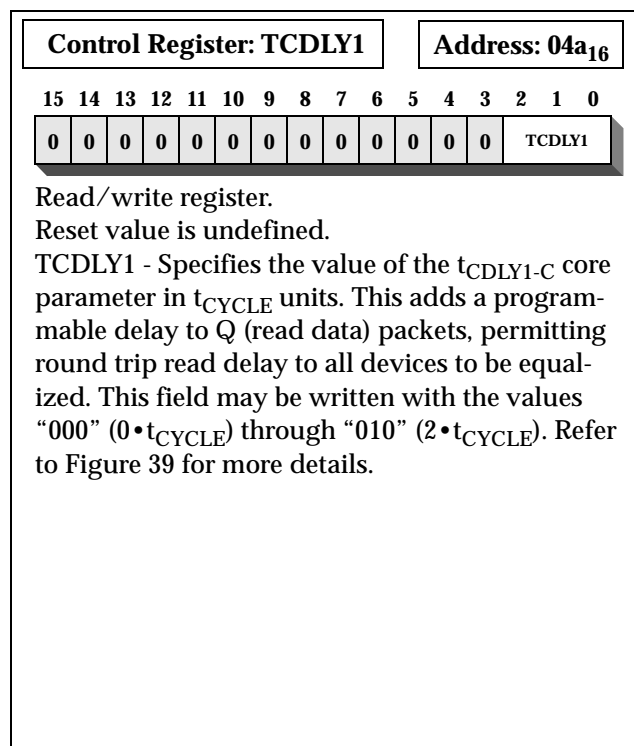 Control Register: TCDLY1 Address: 04a₁₆
15 14 13 12 11 10 9 8 7 6 5 4 3 2 1 0
0 0 0 0 0 0 0 0 0 0 0 0 0 TCDLY1
Read/write register.
Reset value is undefined.
TCDLY1 - Specifies the value of the tCDLY1-C core
parameter in tCYCLE units. This adds a program-
mable delay to Q (read data) packets, permitting
round trip read delay to all devices to be equal-
ized. This field may be written with the values
“000” (0•tCYCLE) through “010” (2•tCYCLE). Refer
to Figure 39 for more details.